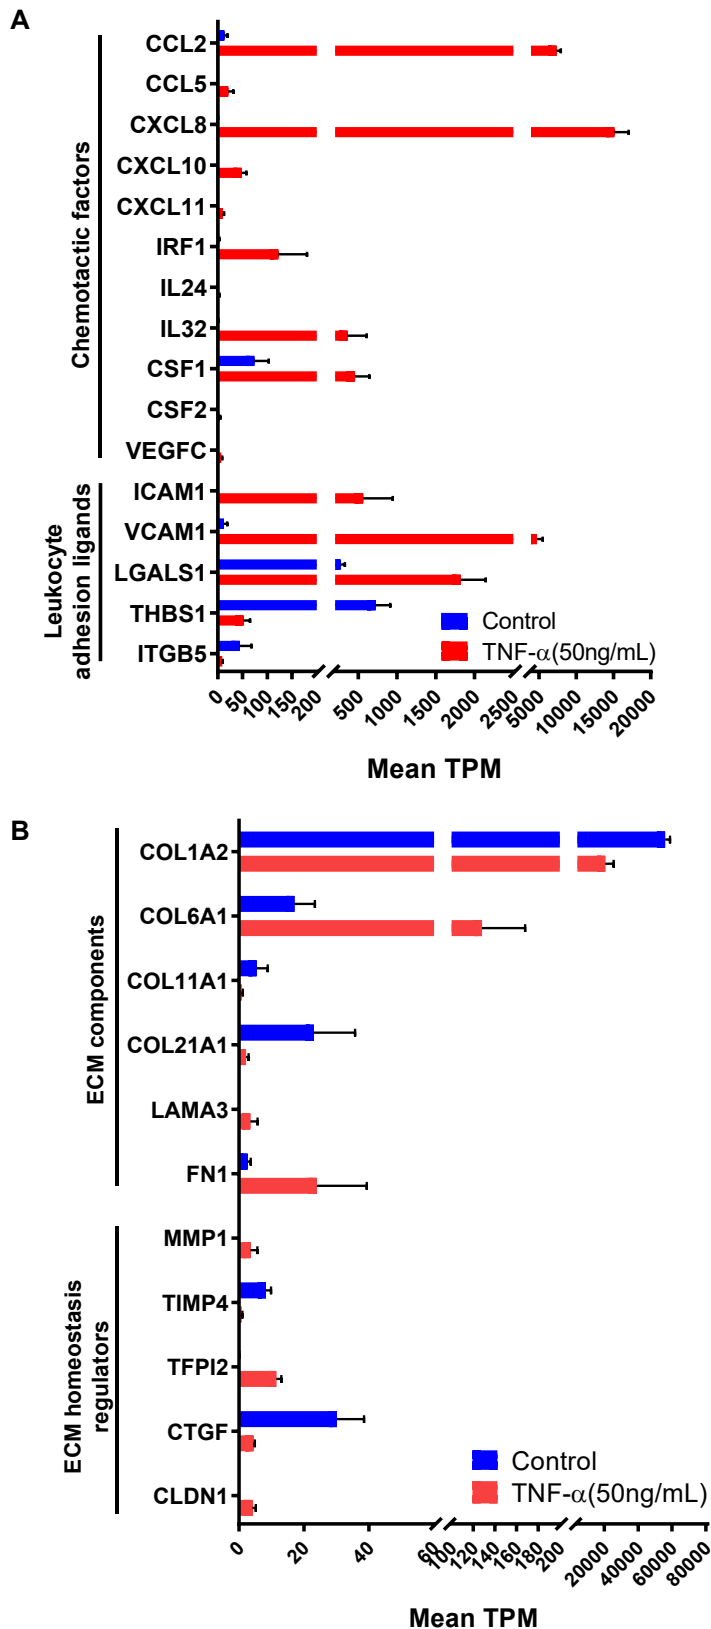 A
Chemotactic factors
CCL2
CCL5
CXCL8
CXCL10
CXCL11
IRF1
IL24
IL32
CSF1
CSF2
VEGFC
Leukocyte
adhesion ligands
ICAM1
VCAM1
LGALS1
THBS1
ITGB5
Control
TNF-α(50ng/mL)
0 50 100 150 200 500 1000 1500 2000 2500 5000 10000 15000 20000
Mean TPM
B
ECM components
COL1A2
COL6A1
COL11A1
COL21A1
LAMA3
FN1
ECM homeostasis
regulators
MMP1
TIMP4
TFPI2
CTGF
CLDN1
Control
TNF-α(50ng/mL)
0 20 40 60 100 120 140 160 180 200 20000 40000 60000 80000
Mean TPM